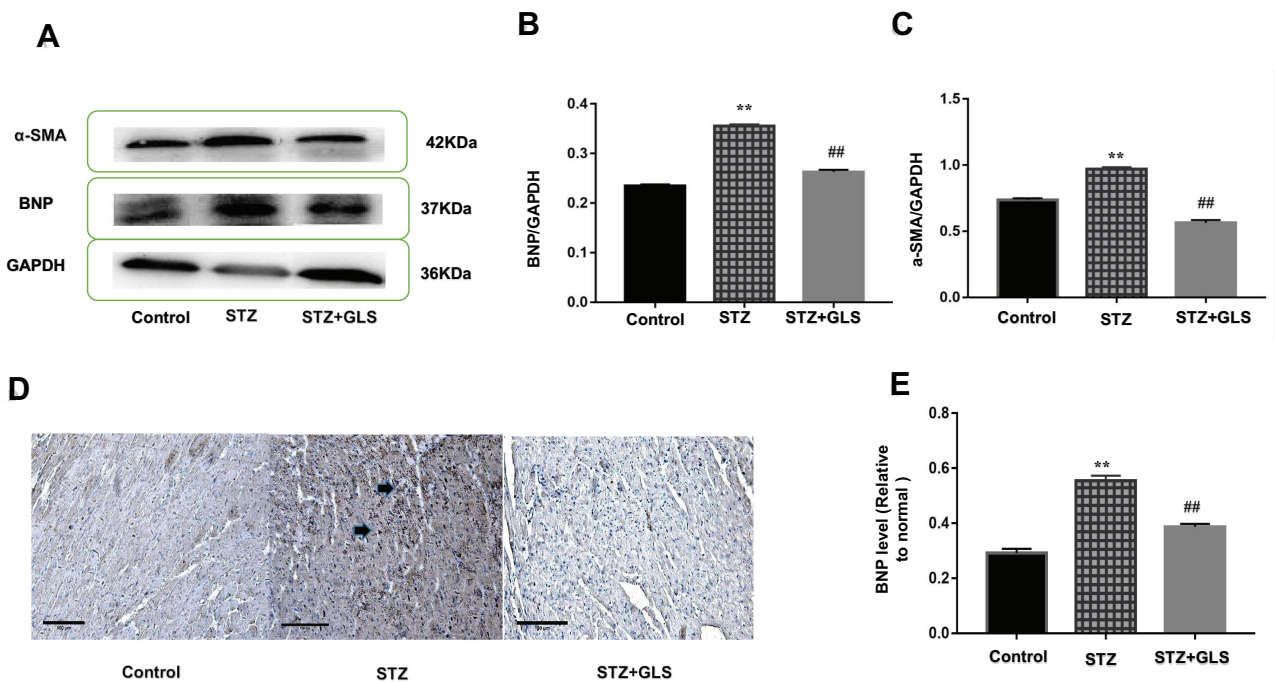 A
α-SMA
42KDa
BNP
37KDa
GAPDH
36KDa
Control STZ STZ+GLS
B
BNP/GAPDH
0.4
0.3
0.2
0.1
0.0
**
##
Control STZ STZ+GLS
C
a-SMA/GAPDH
1.5
1.0
0.5
0.0
**
##
Control STZ STZ+GLS
D
Control STZ STZ+GLS
E
BNP level (Relative
to normal )
0.8
0.6
0.4
0.2
0.0
**
##
Control STZ STZ+GLS